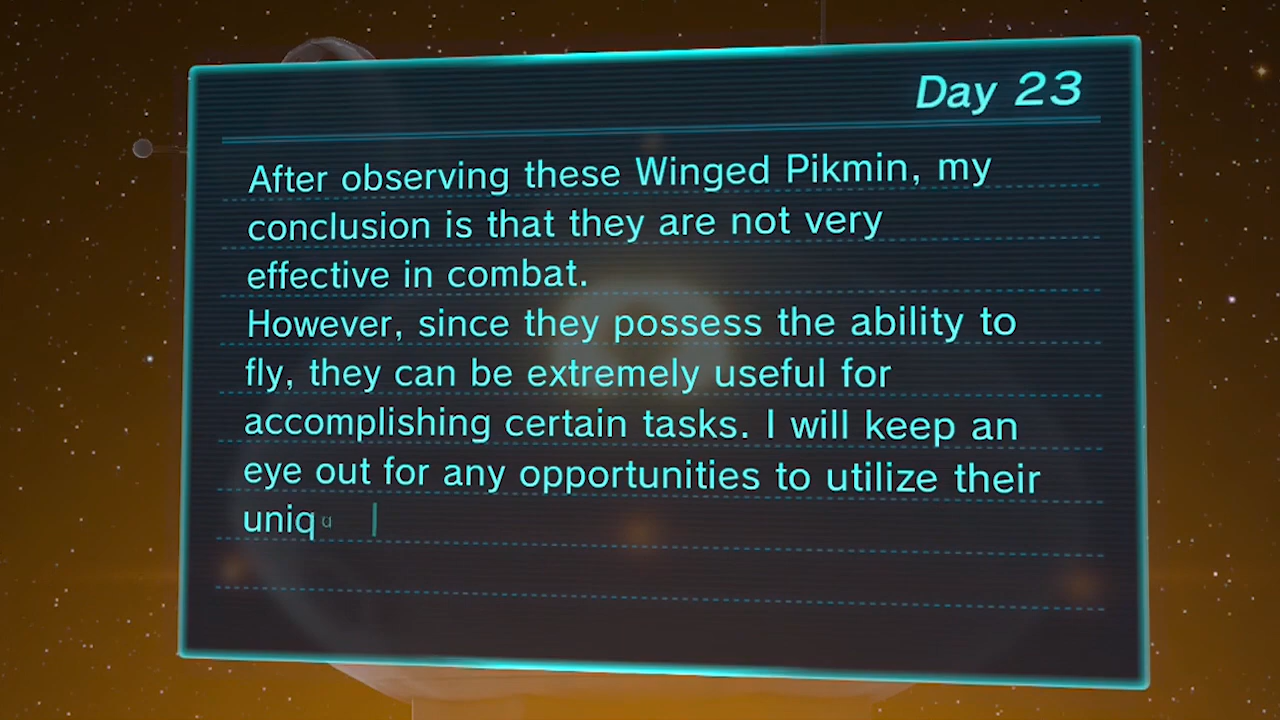 Day 23
After observing these Winged Pikmin, my
conclusion is that they are not very
effective in combat.
However, since they possess the ability to
fly, they can be extremely useful for
accomplishing certain tasks. I will keep an
eye out for any opportunities to utilize their
uniqu